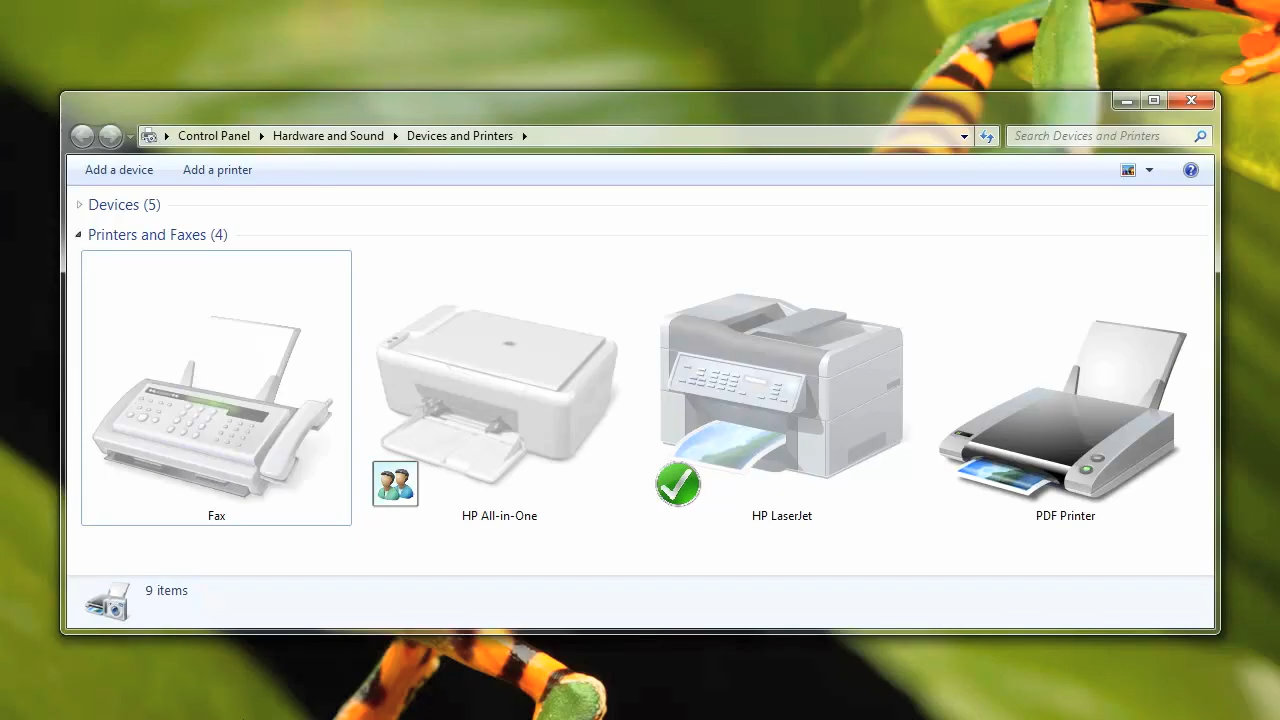 Control Panel Hardware and Sound Devices and Printers Search Devices and Printers
Add a device Add a printer
Devices (5)
Printers and Faxes (4)
Fax HP All-in-One HP LaserJet PDF Printer
9 items